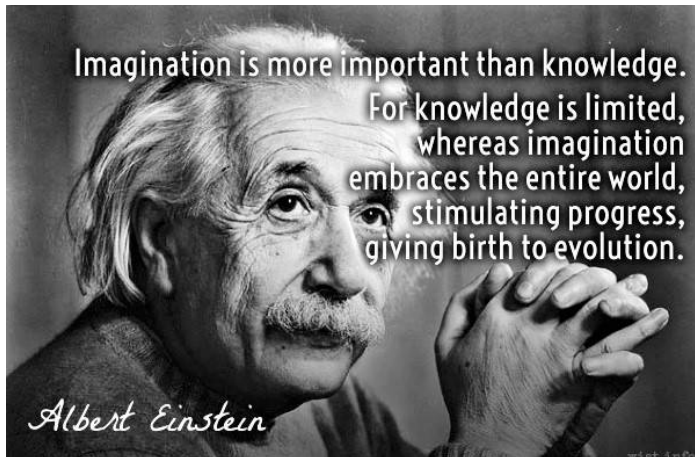 Imagination is more important than knowledge.
For knowledge is limited,
whereas imagination
embraces the entire world,
stimulating progress,
giving birth to evolution.
Albert Einstein